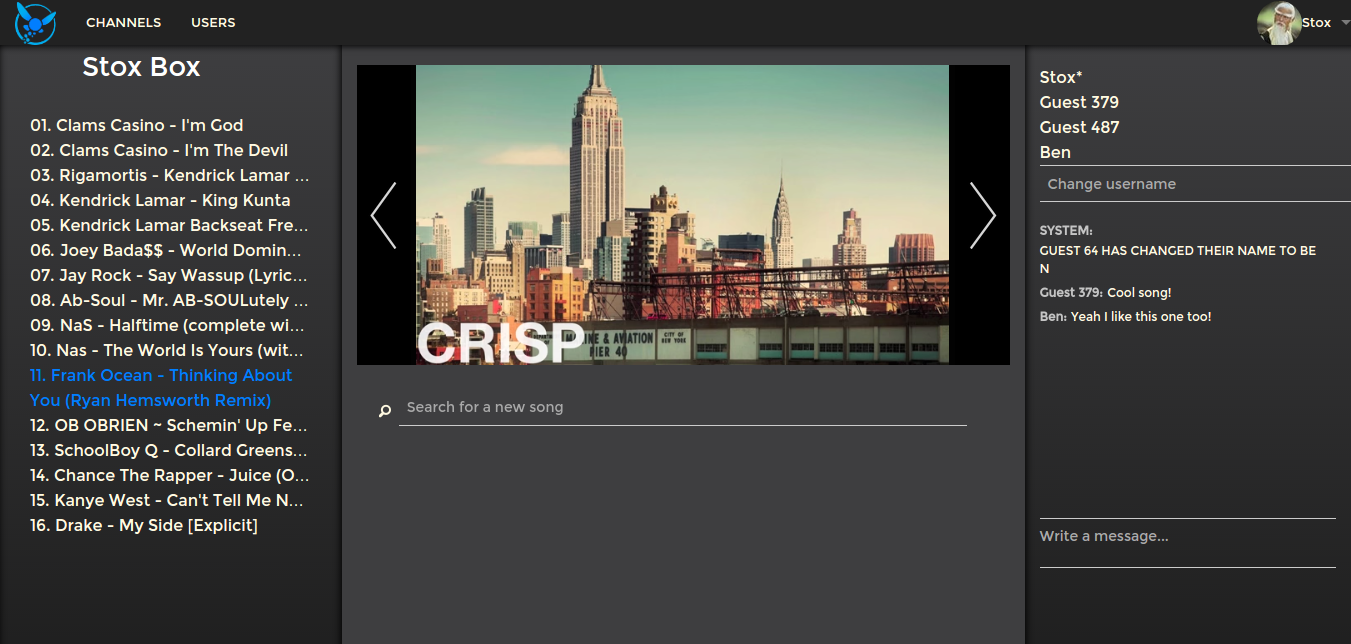 CHANNELS USERS
Stox
Stox Box
01. Clams Casino - I'm God
02. Clams Casino - I'm The Devil
03. Rigamortis - Kendrick Lamar ...
04. Kendrick Lamar - King Kunta
05. Kendrick Lamar Backseat Fre...
06. Joey Bada$$ - World Domin...
07. Jay Rock - Say Wassup (Lyric...
08. Ab-Soul - Mr. AB-SOULutely ...
09. NaS - Halftime (complete wi...
10. Nas - The World Is Yours (wit...
11. Frank Ocean - Thinking About
You (Ryan Hemsworth Remix)
12. OB OBRIEN ~ Schemin' Up Fe...
13. SchoolBoy Q - Collard Greens...
14. Chance The Rapper - Juice (O...
15. Kanye West - Can't Tell Me N...
16. Drake - My Side [Explicit]
CRISP
& AVIATION
PIER 40
CITY OF
NEW YORK
Search for a new song
Stox*
Guest 379
Guest 487
Ben
Change username
SYSTEM:
GUEST 64 HAS CHANGED THEIR NAME TO BE
N
Guest 379: Cool song!
Ben: Yeah I like this one too!
Write a message...